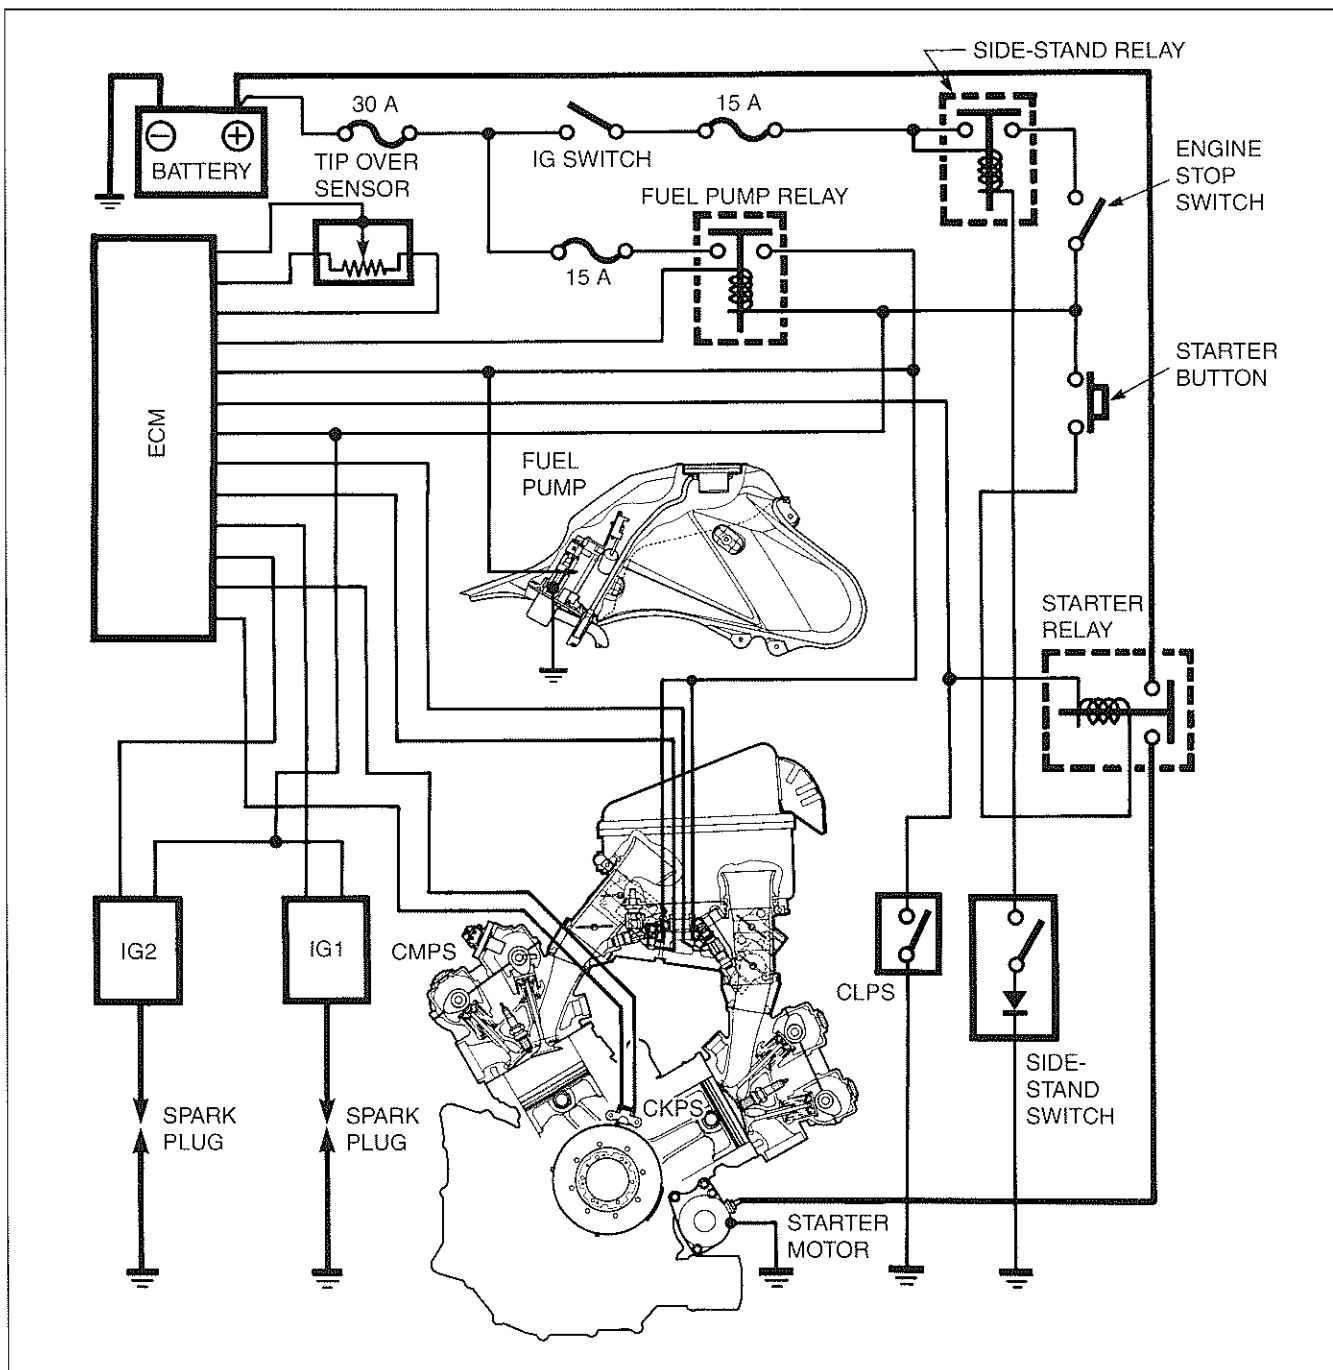 SIDE-STAND RELAY
30 A
15 A
− +
BATTERY
TIP OVER
SENSOR
IG SWITCH
ENGINE
STOP
SWITCH
FUEL PUMP RELAY
15 A
STARTER
BUTTON
ECM
FUEL
PUMP
STARTER
RELAY
IG2
IG1
CMPS
CLPS
CKPS
SIDE-
STAND
SWITCH
SPARK
PLUG
SPARK
PLUG
STARTER
MOTOR